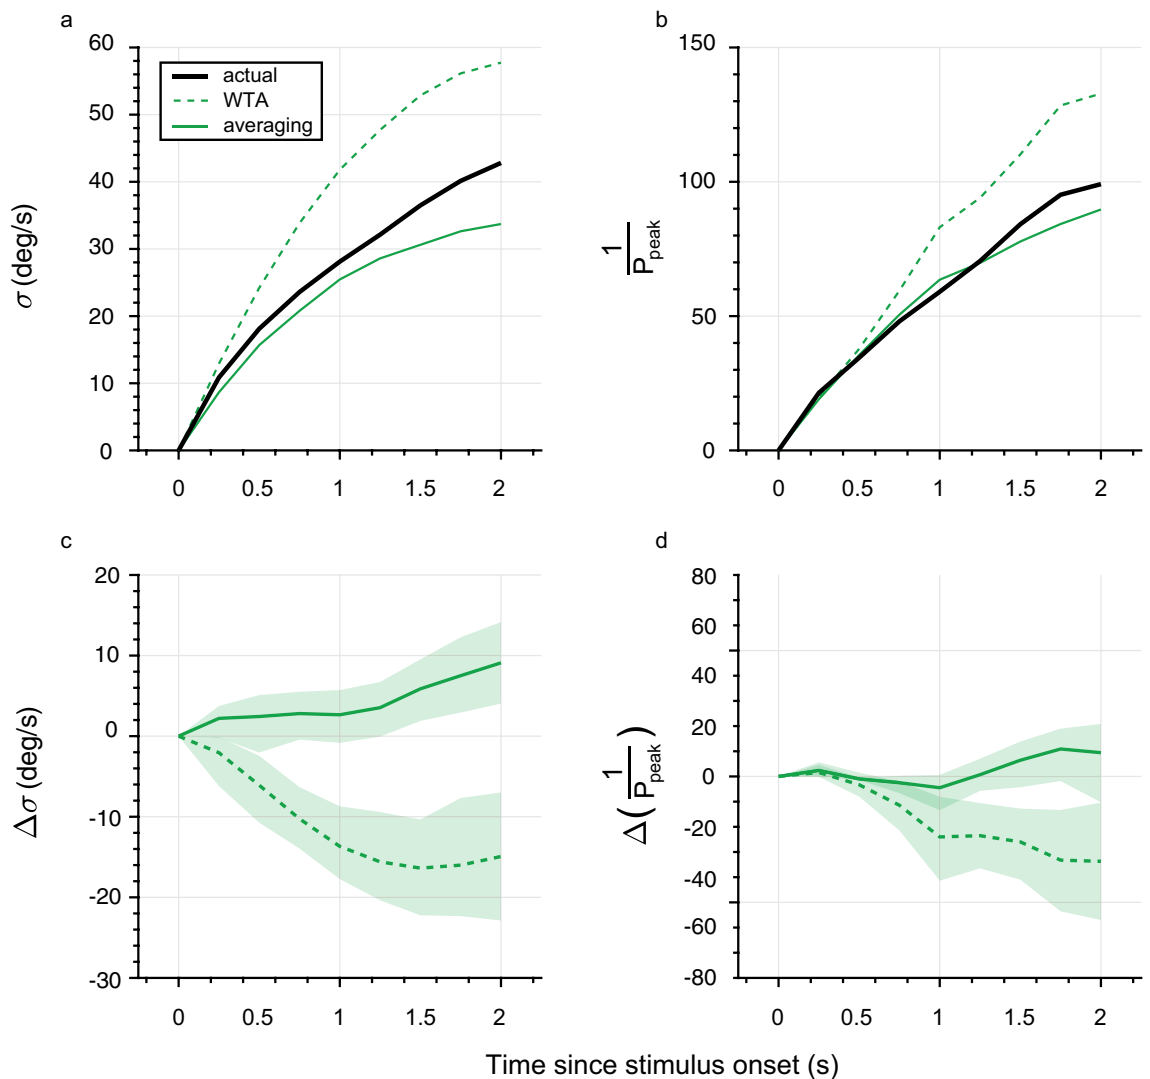 a
60
50
40
30
20
10
0
σ (deg/s)
actual
WTA
averaging
0 0.5 1 1.5 2
b
150
100
50
0
1
P peak
0 0.5 1 1.5 2
c
20
10
0
-10
-20
-30
Δσ (deg/s)
0 0.5 1 1.5 2
d
80
60
40
20
0
-20
-40
-60
-80
Δ( 1 / P peak )
0 0.5 1 1.5 2
Time since stimulus onset (s)